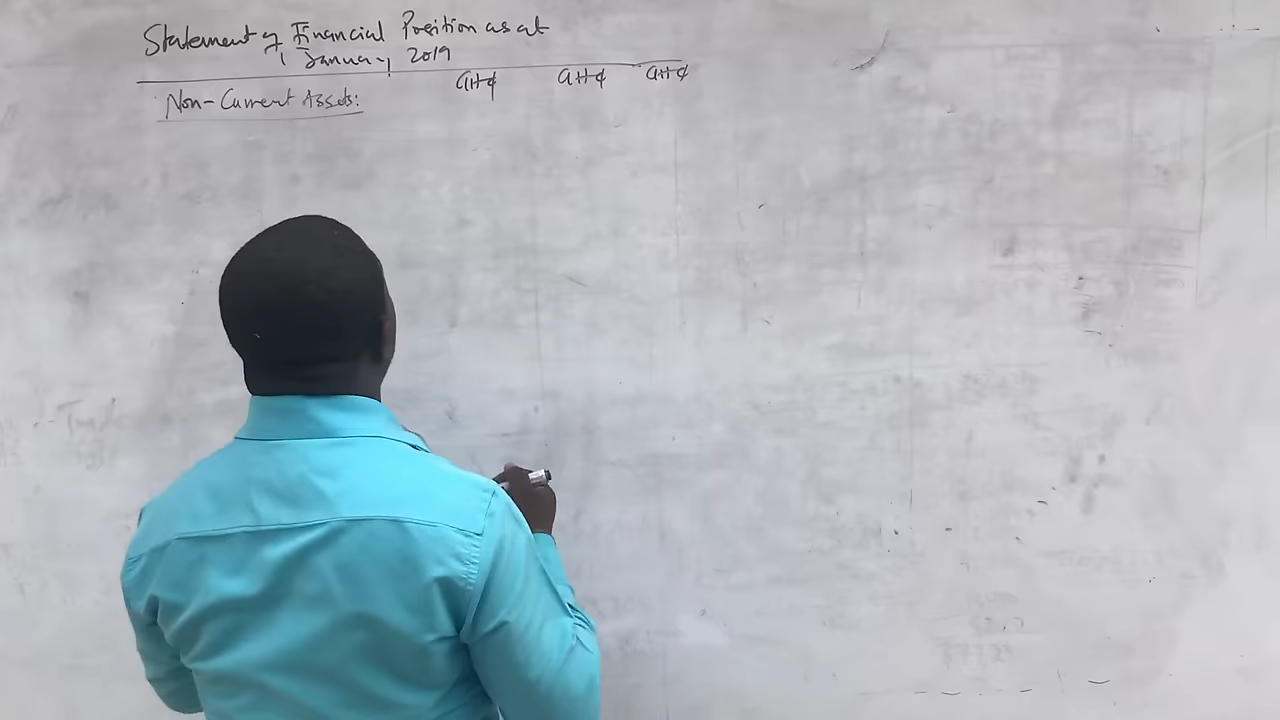 Statement of Financial Position as at
1 January 2019
GH¢ GH¢ GH¢
Non-Current Assets: